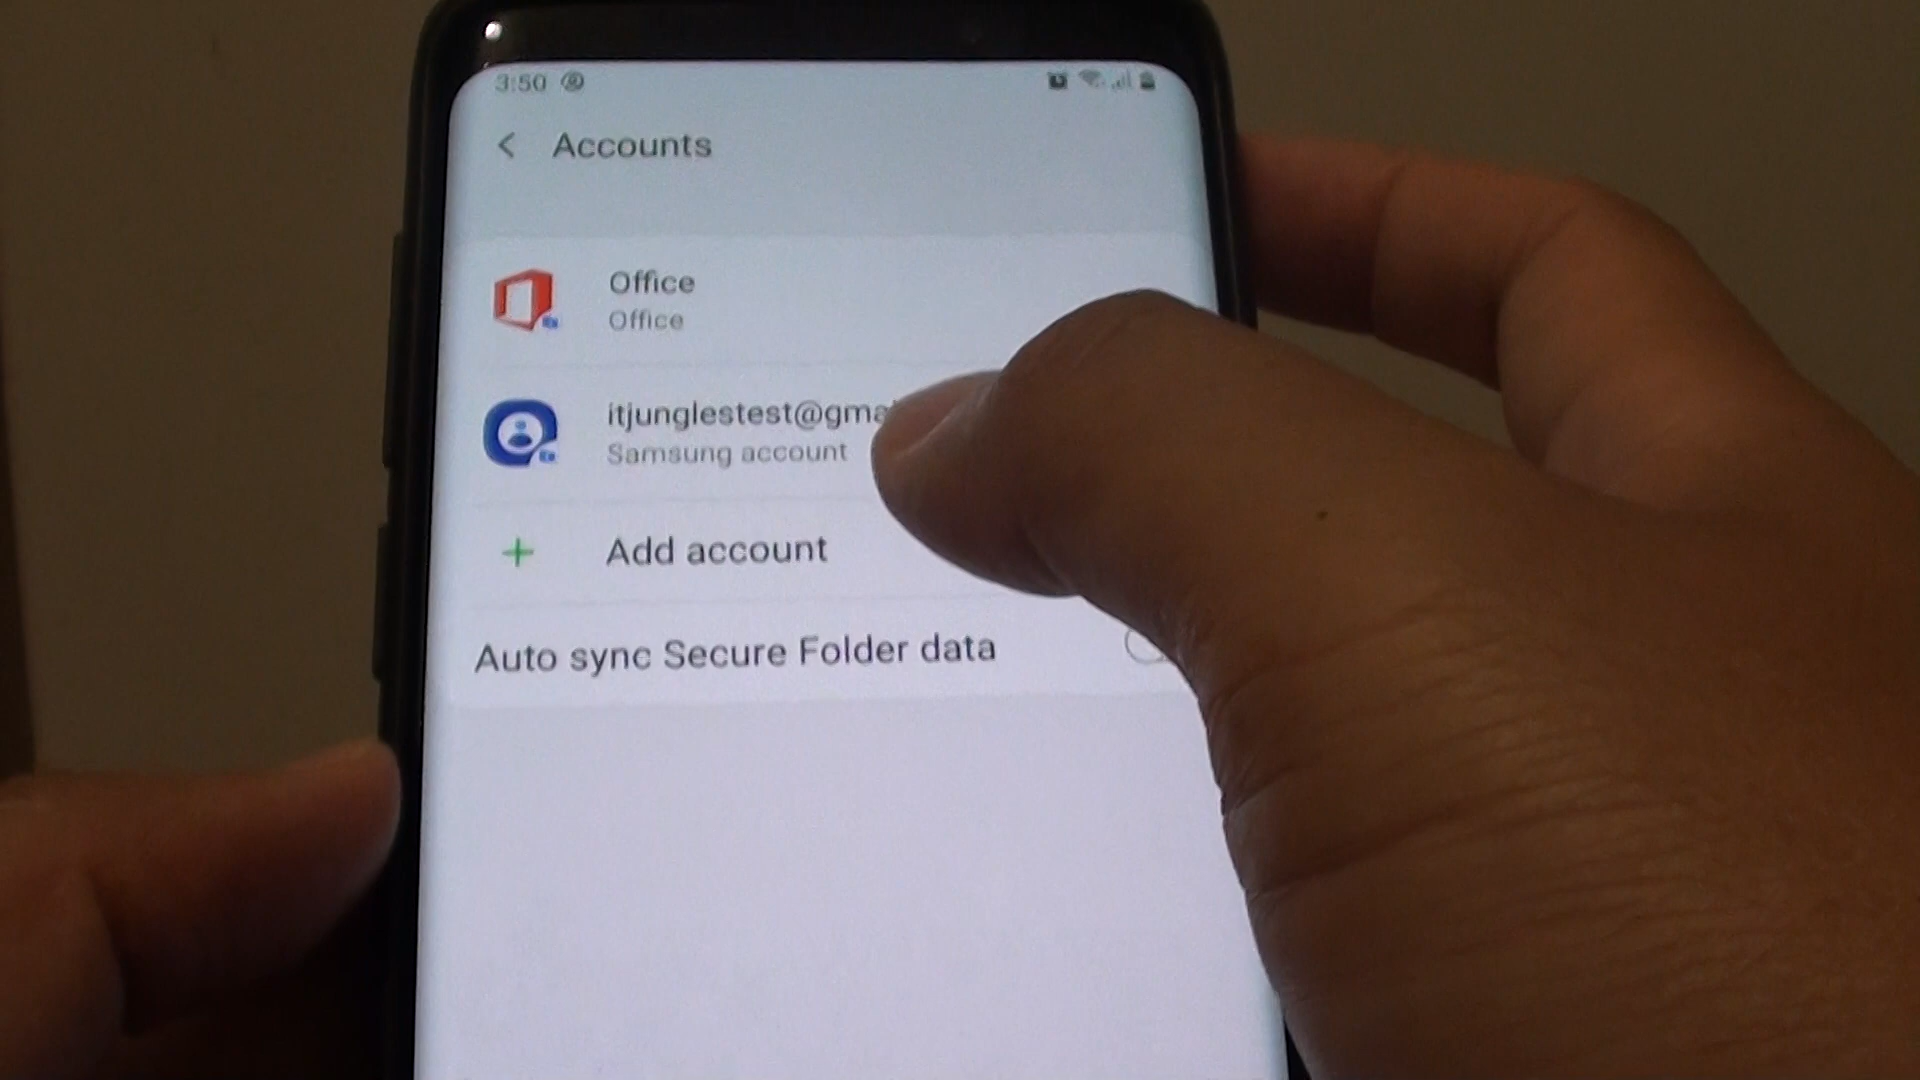 3:50
Accounts
Office
Office
itjunglestest@gma
Samsung account
Add account
Auto sync Secure Folder data